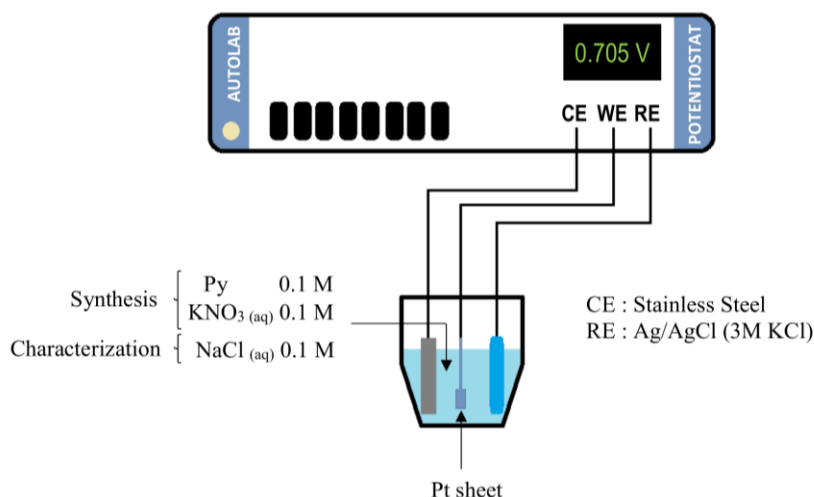 AUTOLAB
0.705 V
CE WE RE
POTENTIOSTAT
Synthesis
Py 0.1 M
KNO3 (aq) 0.1 M
Characterization
NaCl (aq) 0.1 M
CE : Stainless Steel
RE : Ag/AgCl (3M KCl)
Pt sheet